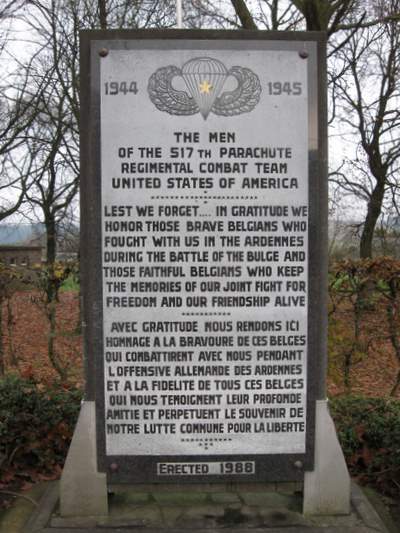 1944 1945
THE MEN
OF THE 517TH PARACHUTE
REGIMENTAL COMBAT TEAM
UNITED STATES OF AMERICA
LEST WE FORGET.... IN GRATITUDE WE
HONOR THOSE BRAVE BELGIANS WHO
FOUGHT WITH US IN THE ARDENNES
DURING THE BATTLE OF THE BULGE AND
THOSE FAITHFUL BELGIANS WHO KEEP
THE MEMORIES OF OUR JOINT FIGHT FOR
FREEDOM AND OUR FRIENDSHIP ALIVE
AVEC GRATITUDE NOUS RENDONS ICI
HOMMAGE A LA BRAVOURE DE CES BELGES
QUI COMBATTIRENT AVEC NOUS PENDANT
L'OFFENSIVE ALLEMANDE DES ARDENNES
ET A LA FIDELITE DE TOUS CES BELGES
QUI NOUS TEMOIGNENT LEUR PROFONDE
AMITIE ET PERPETUENT LE SOUVENIR DE
NOTRE LUTTE COMMUNE POUR LA LIBERTE
ERECTED 1988